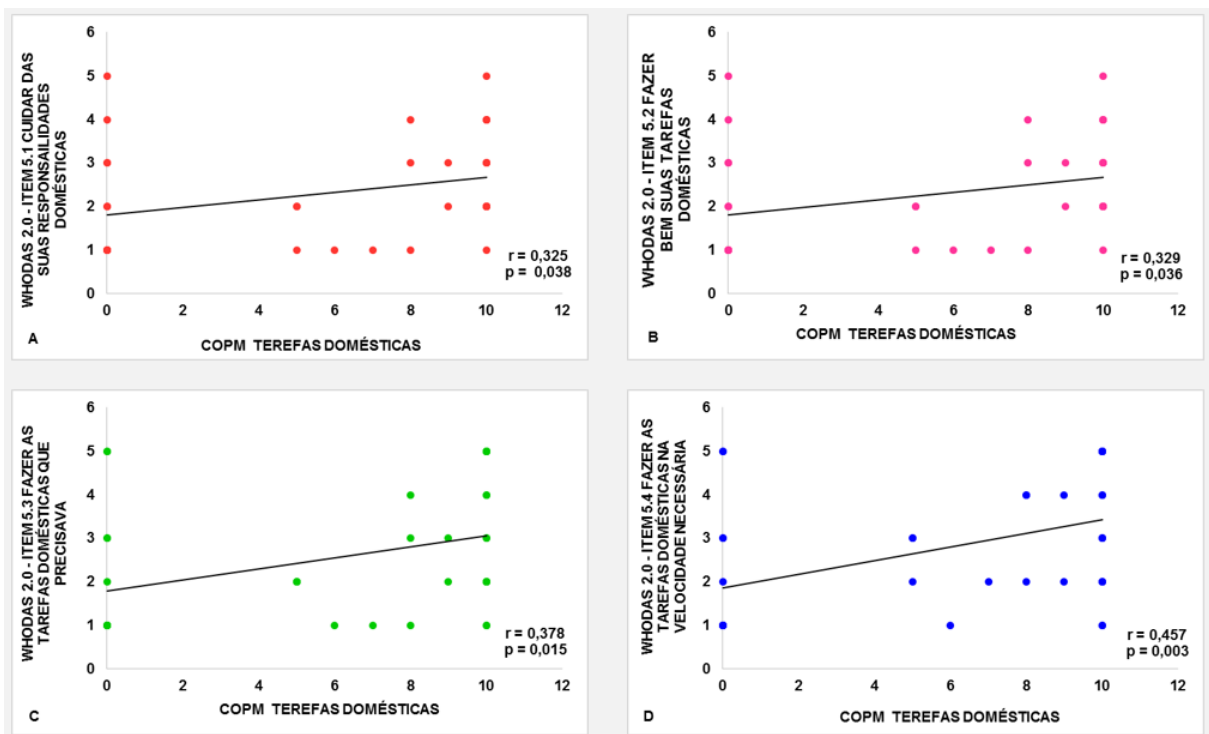 WHODAS 2.0 - ITEM 5.1 CUIDAR DAS
SUAS RESPONSAILIDADES
DOMÉSTICAS
6
5
4
3
2
1
0
0 2 4 6 8 10 12
r = 0,325
p = 0,038
A
COPM TEREFAS DOMÉSTICAS
WHODAS 2.0 - ITEM 5.2 FAZER
BEM SUAS TAREFAS
DOMÉSTICAS
6
5
4
3
2
1
0
0 2 4 6 8 10 12
r = 0,329
p = 0,036
B
COPM TEREFAS DOMÉSTICAS
WHODAS 2.0 - ITEM 5.3 FAZER AS
TAREFAS DOMÉSTICAS QUE
PRECISAVA
6
5
4
3
2
1
0
0 2 4 6 8 10 12
r = 0,378
p = 0,015
C
COPM TEREFAS DOMÉSTICAS
WHODAS 2.0 - ITEM 5.4 FAZER AS
TAREFAS DOMÉSTICAS NA
VELOCIDADE NECESSÁRIA
6
5
4
3
2
1
0
0 2 4 6 8 10 12
r = 0,457
p = 0,003
D
COPM TEREFAS DOMÉSTICAS